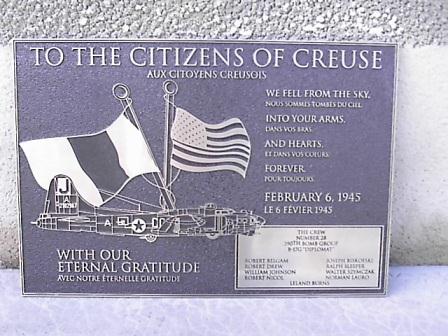 TO THE CITIZENS OF CREUSE
AUX CITOYENS CREUSOIS
WE FELL FROM THE SKY,
NOUS SOMMES TOMBÉS DU CIEL.
INTO YOUR ARMS.
DANS VOS BRAS.
AND HEARTS.
ET DANS VOS COEURS.
FOREVER.
POUR TOUJOURS.
FEBRUARY 6, 1945
LE 6 FÉVIER 1945
J
WITH OUR
ETERNAL GRATITUDE
AVEC NOTRE ÉTERNELLE GRATITUDE
THE CREW
NUMBER 28
390TH BOMB GROUP
B-17G "DIPLOMAT"
ROBERT BELGAM
ROBERT DREW
WILLIAM JOHNSON
ROBERT NICOL
JOSEPH
RALPH SLEEPER
WALTER SZYMCZAK
NORMAN LAURO
LELAND BURNS